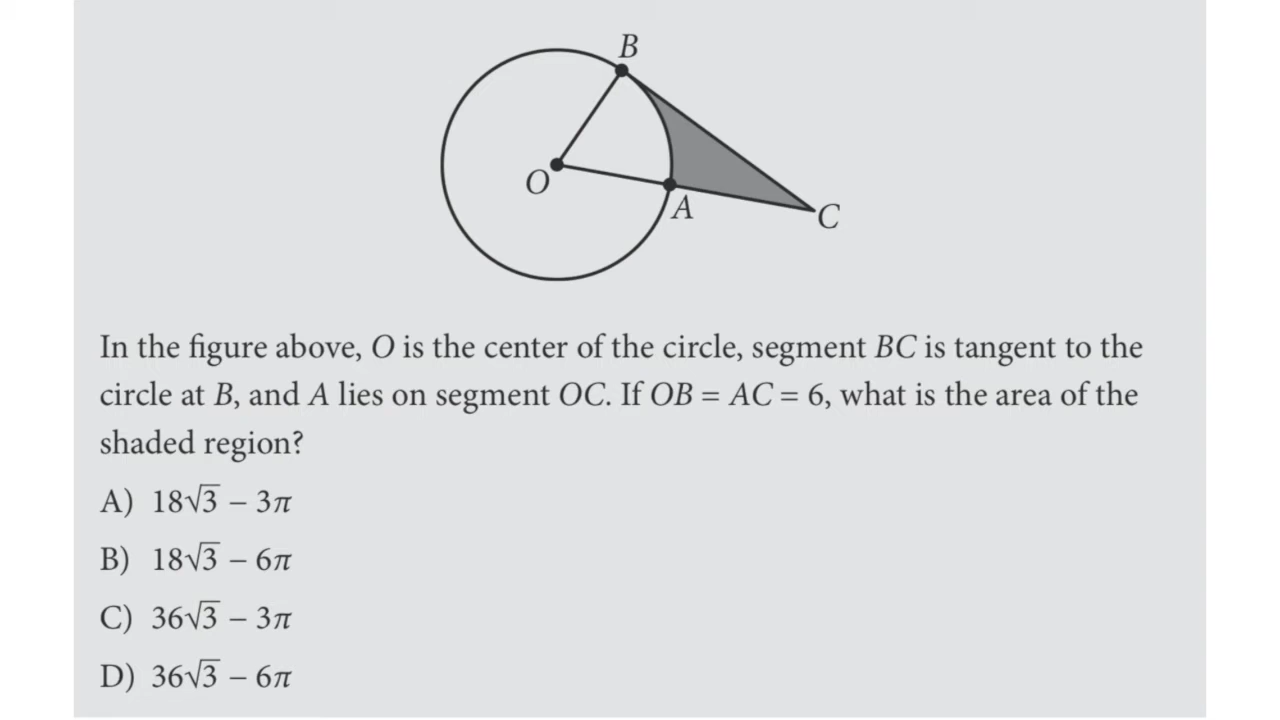 B
O
A
C
In the figure above, O is the center of the circle, segment BC is tangent to the
circle at B, and A lies on segment OC. If OB = AC = 6, what is the area of the
shaded region?
A) 18√3 – 3π
B) 18√3 – 6π
C) 36√3 – 3π
D) 36√3 – 6π